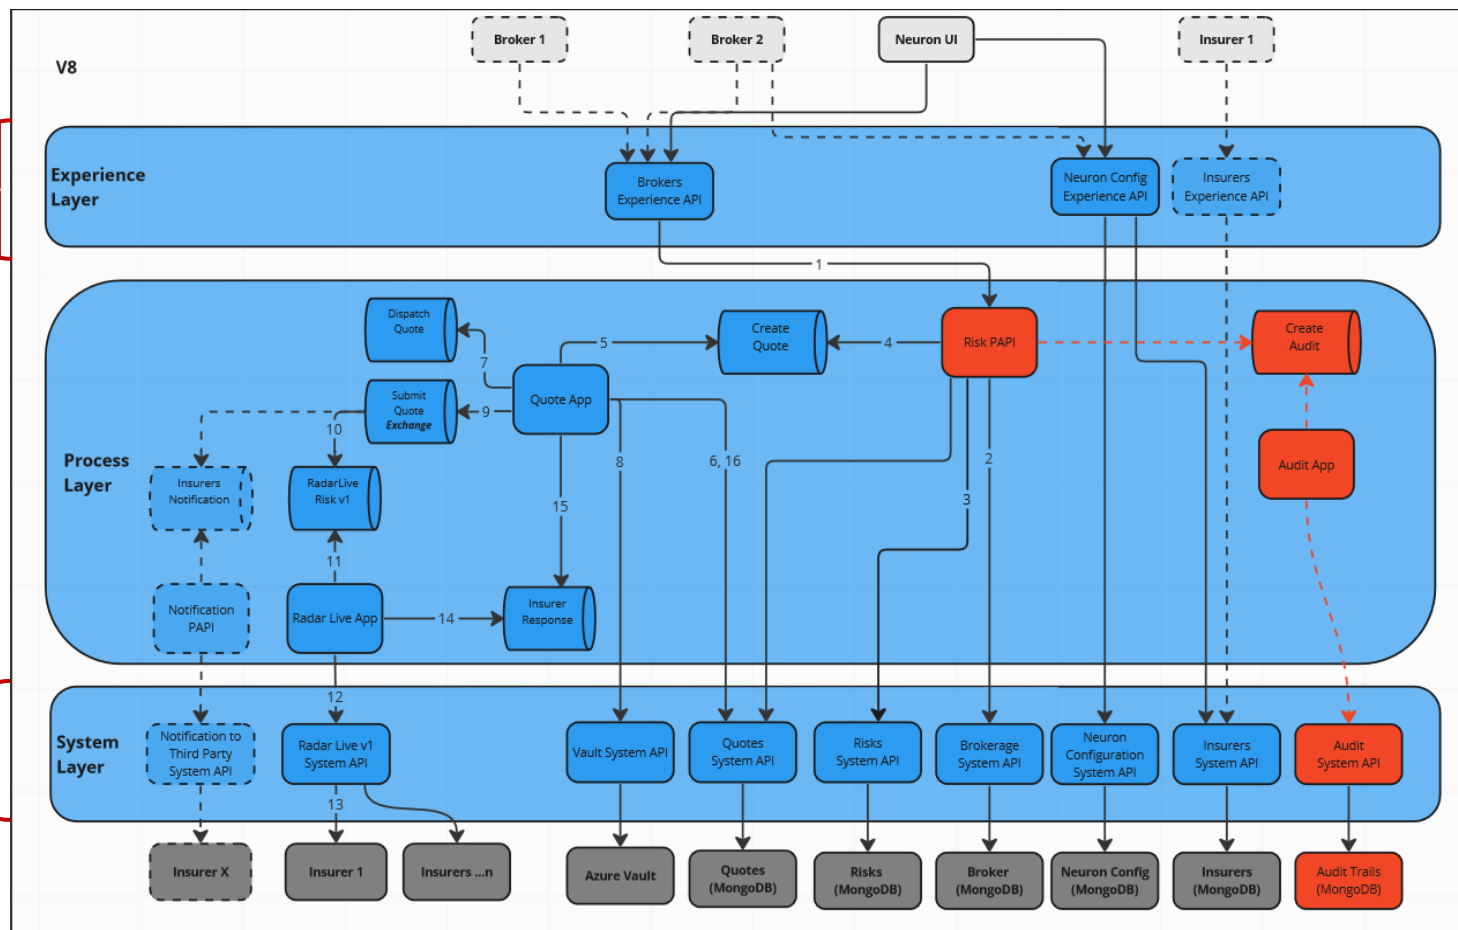 Broker 1
Broker 2
Neuron UI
Insurer 1
V8
Experience
Layer
Brokers
Experience API
Neuron Config
Experience API
Insurers
Experience API
1
Dispatch
Quote
7
5
Create
Quote
4
Risk PAPI
Create
Audit
Submit
Quote
Exchange
9
Quote App
10
8
6, 16
2
Process
Layer
Insurers
Notification
RadarLive
Risk v1
15
3
Audit App
11
Notification
PAPI
Radar Live App
14
Insurer
Response
12
System
Layer
Notification to
Third Party
System API
Radar Live v1
System API
Vault System API
Quotes
System API
Risks
System API
Brokerage
System API
Neuron
Configuration
System API
Insurers
System API
Audit
System API
13
Insurer X
Insurer 1
Insurers ...n
Azure Vault
Quotes
(MongoDB)
Risks
(MongoDB)
Broker
(MongoDB)
Neuron Config
(MongoDB)
Insurers
(MongoDB)
Audit Trails
(MongoDB)